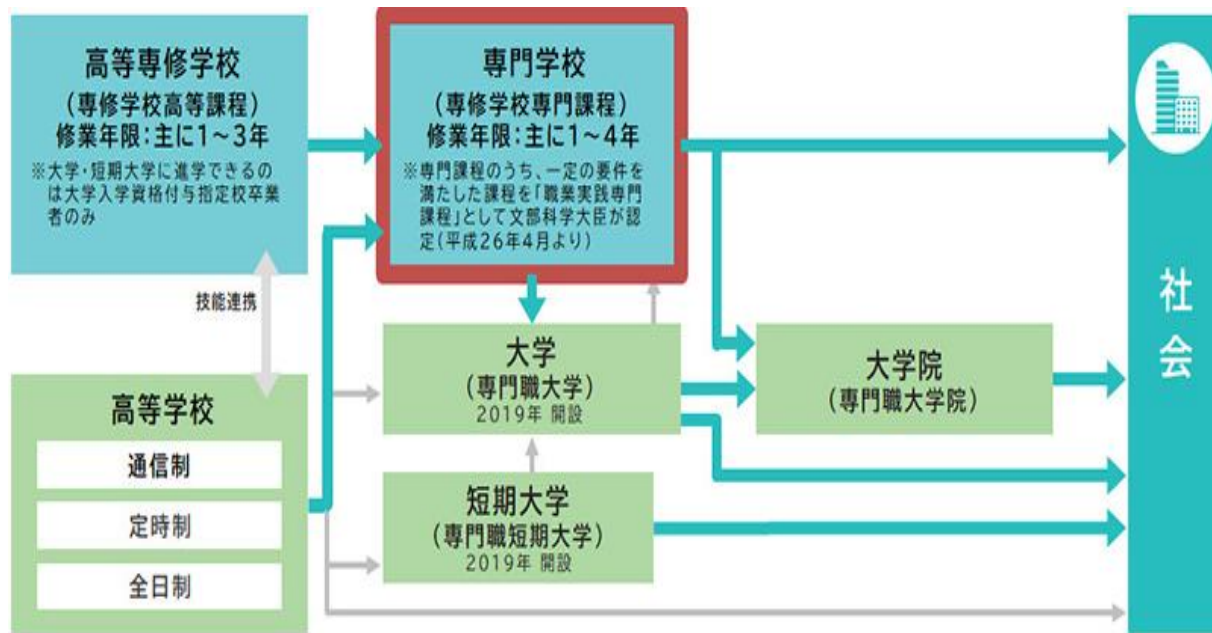 高等専修学校
(専修学校高等課程)
修業年限:主に1~3年
※大学・短期大学に進学できるの
は大学入学資格付与指定校卒業
者のみ
専門学校
(専修学校専門課程)
修業年限:主に1~4年
※専門課程のうち、一定の要件を
満たした課程を「職業実践専門
課程」として文部科学大臣が認
定(平成26年4月より)
技能連携
高等学校
通信制
定時制
全日制
大学
(専門職大学)
2019年 開設
短期大学
(専門職短期大学)
2019年 開設
大学院
(専門職大学院)
社会